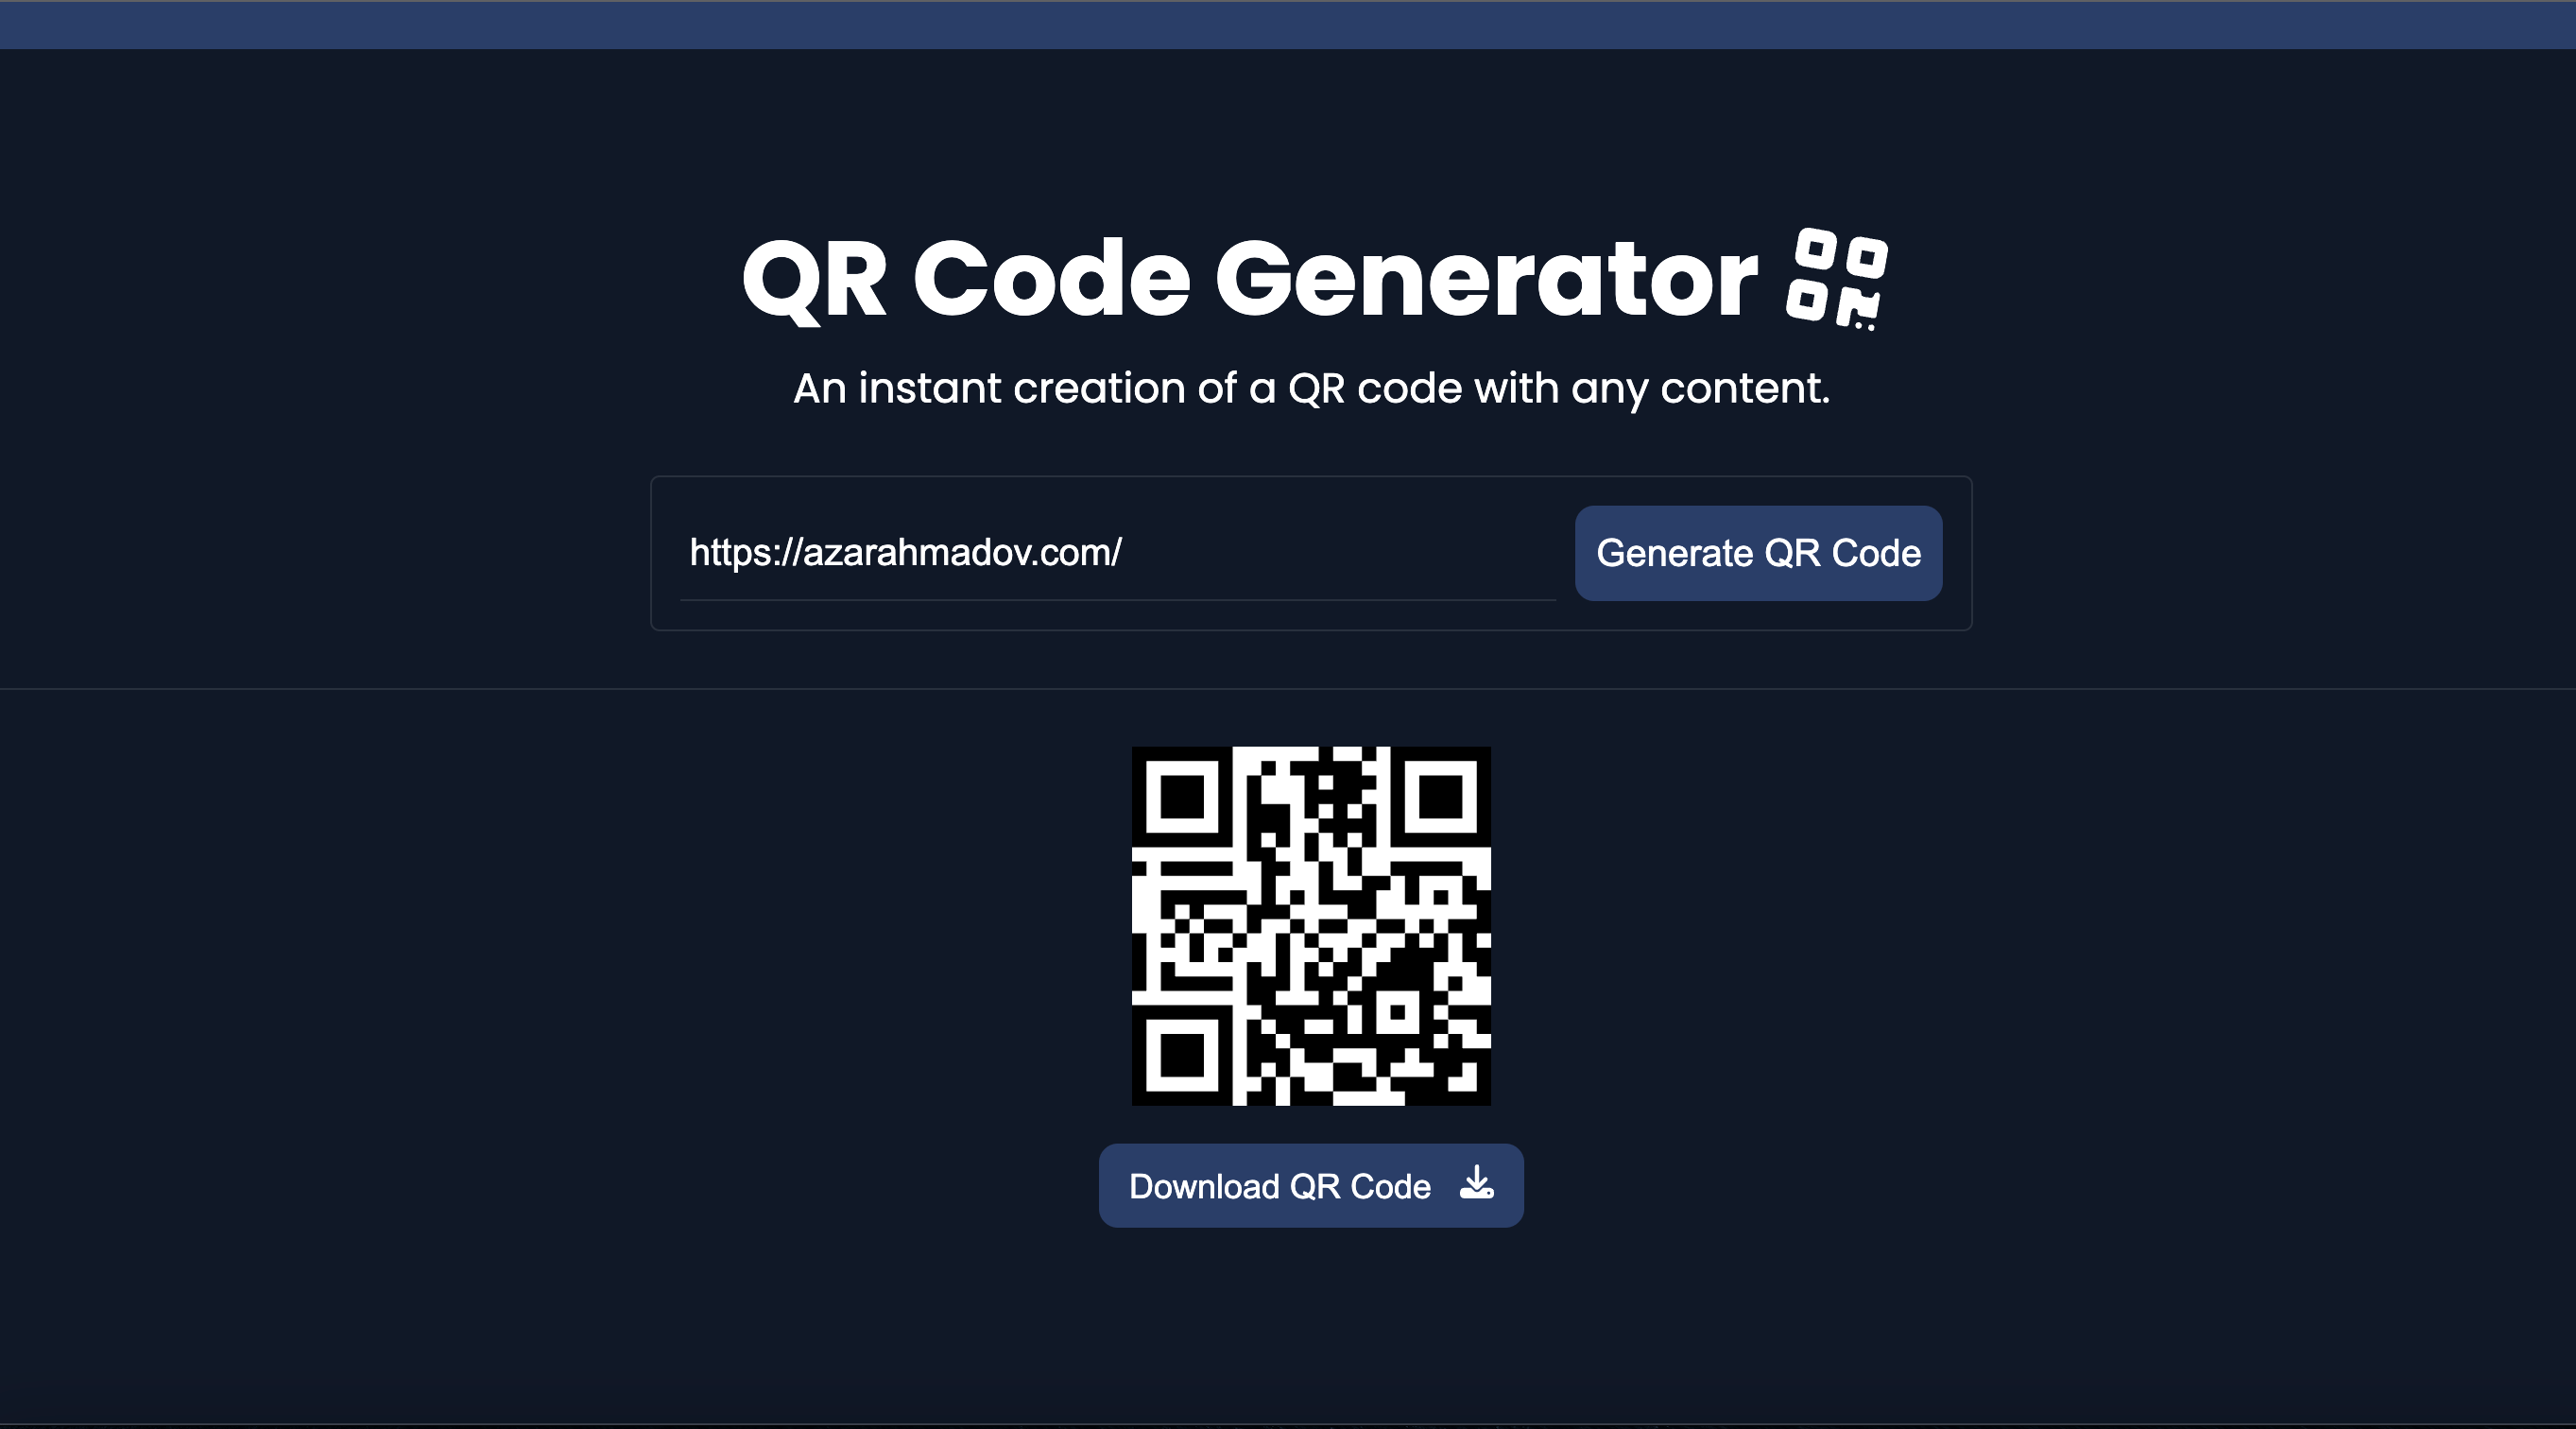 QR Code Generator
An instant creation of a QR code with any content.
https://azarahmadov.com/
Generate QR Code
Download QR Code